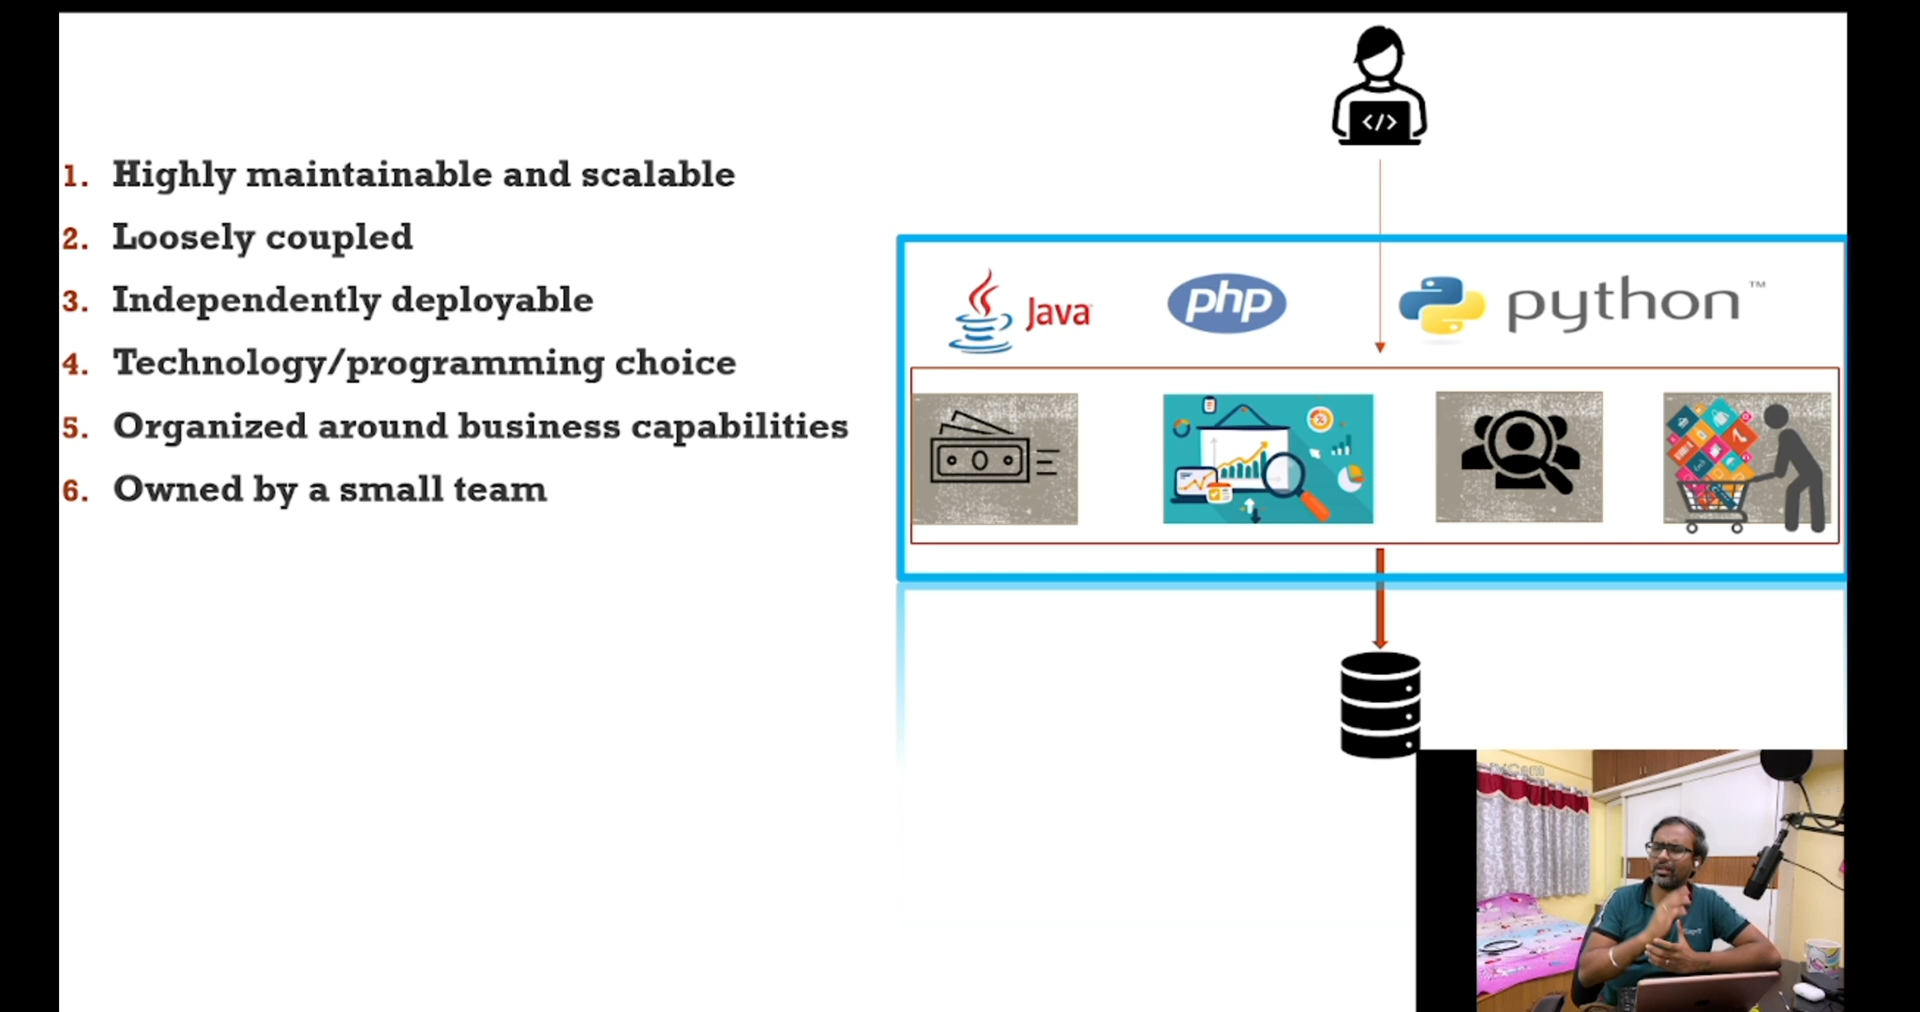 1. Highly maintainable and scalable
2. Loosely coupled
3. Independently deployable
4. Technology/programming choice
5. Organized around business capabilities
6. Owned by a small team
</>
Java
php
python™